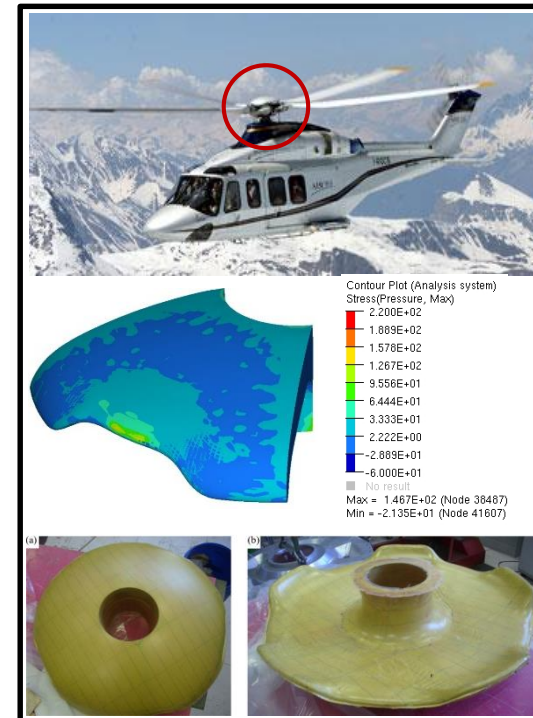 Contour Plot (Analysis system)
Stress(Pressure, Max)
2.200E+02
1.889E+02
1.578E+02
1.267E+02
9.556E+01
6.444E+01
3.333E+01
2.222E+00
-2.889E+01
-6.000E+01
No result
Max = 1.467E+02 (Node 38487)
Min = -2.135E+01 (Node 41607)
(a)
(b)